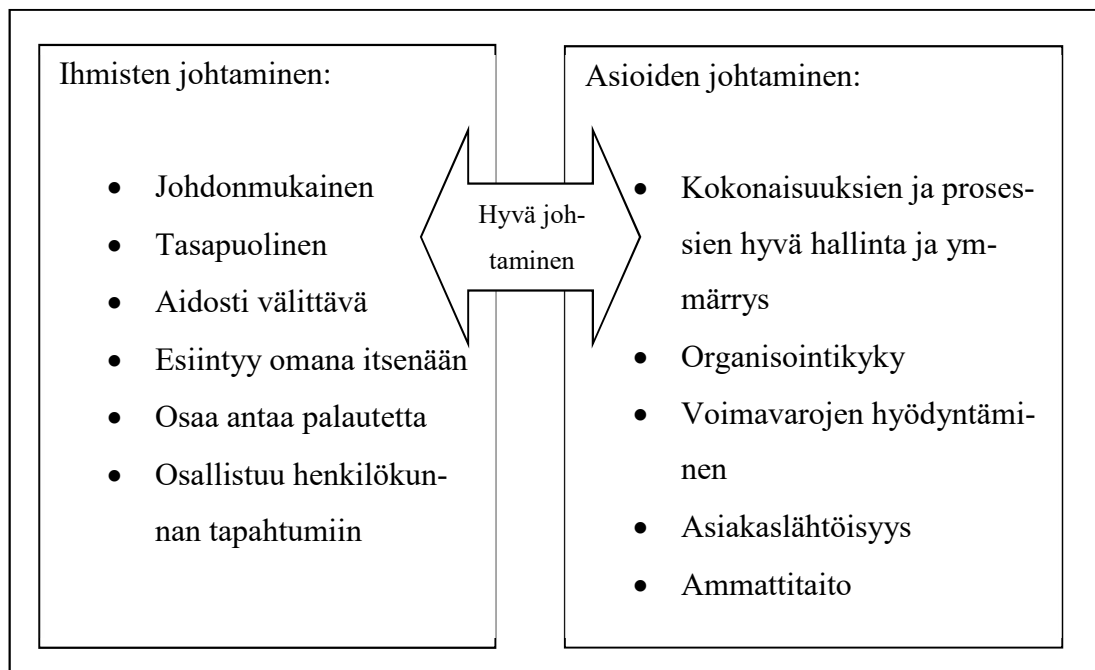 Ihmisten johtaminen:
Johdonmukainen
Tasapuolinen
Aidosti välittävä
Esiintyy omana itsenään
Osaa antaa palautetta
Osallistuu henkilökun-
nan tapahtumiin
Hyvä joh-
taminen
Asioiden johtaminen:
Kokonaisuuksien ja proses-
sien hyvä hallinta ja ym-
märrys
Organisointikyky
Voimavarojen hyödyntämi-
nen
Asiakaslähtöisyys
Ammattitaito